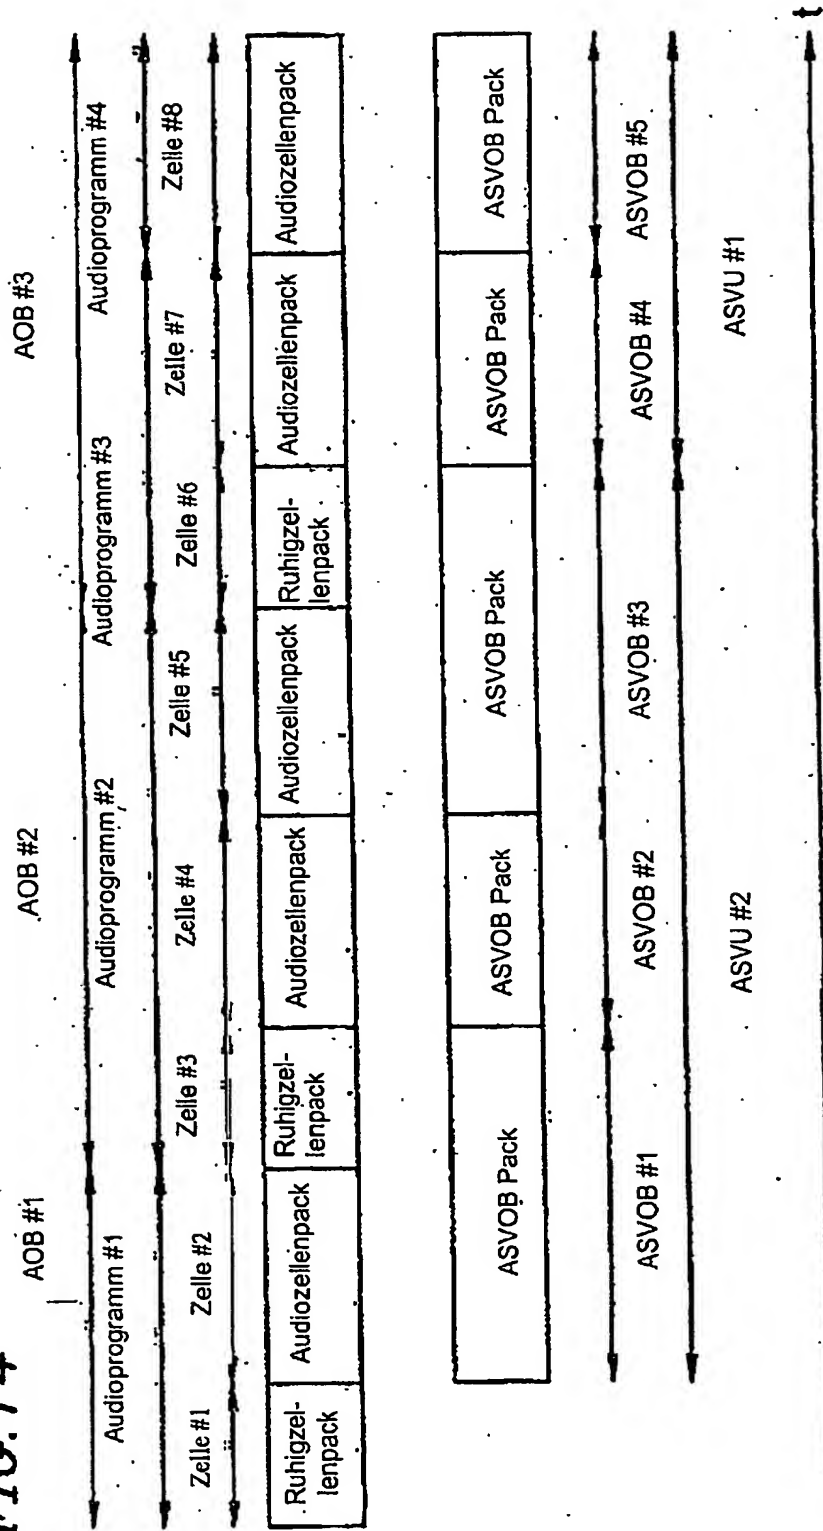 FIG. 74
AOB #1
AOB #2
AOB #3
Audioprogramm #1
Audioprogramm #2
Audioprogramm #3
Audioprogramm #4
Zelle #1
Zelle #2
Zelle #3
Zelle #4
Zelle #5
Zelle #6
Zelle #7
Zelle #8
Ruhigzel-
lenpack
Audiozellenpack
Ruhigzel-
lenpack
Audiozellenpack
Audiozellenpack
Ruhigzel-
lenpack
Audiozellenpack
Audiozellenpack
ASVOB Pack
ASVOB Pack
ASVOB Pack
ASVOB Pack
ASVOB Pack
ASVOB #1
ASVOB #2
ASVOB #3
ASVOB #4
ASVOB #5
ASVU #2
ASVU #1
t